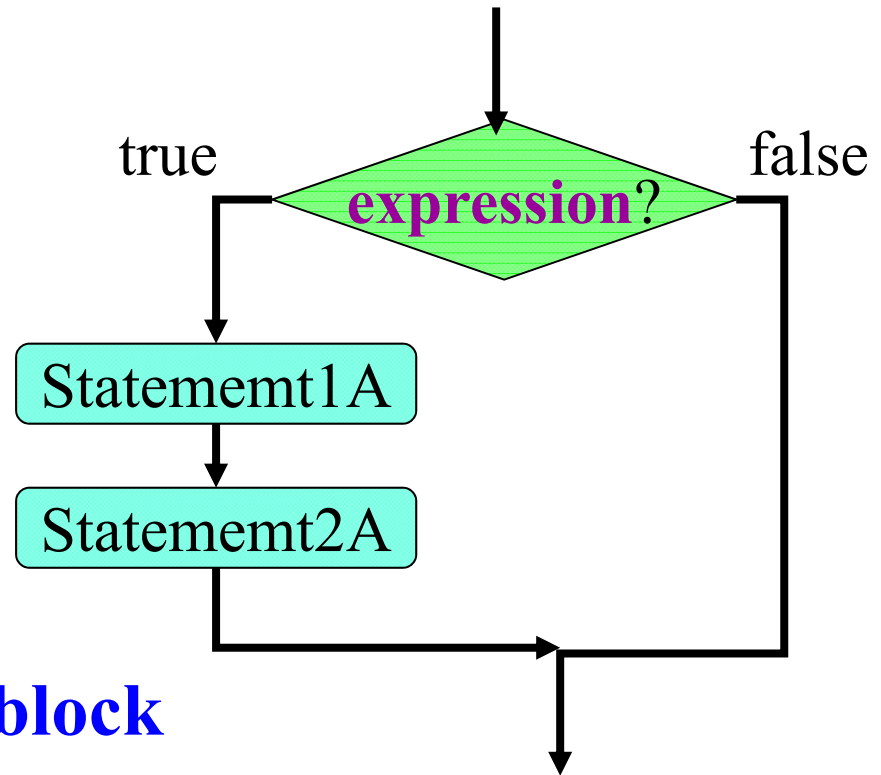 true
false
expression?
Statememt1A
Statememt2A
block